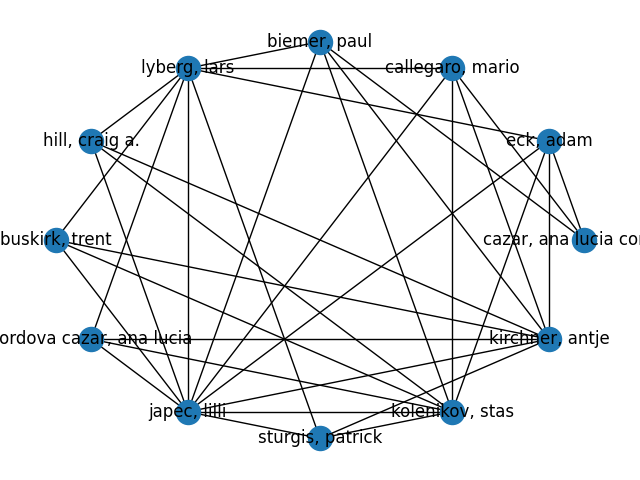 biemer, paul
lyberg, lars
callegaro, mario
hill, craig a.
eck, adam
buskirk, trent
cazar, ana lucia cor
ordova cazar, ana lucia
kirchner, antje
japec, lilli
kolenikov, stas
sturgis, patrick